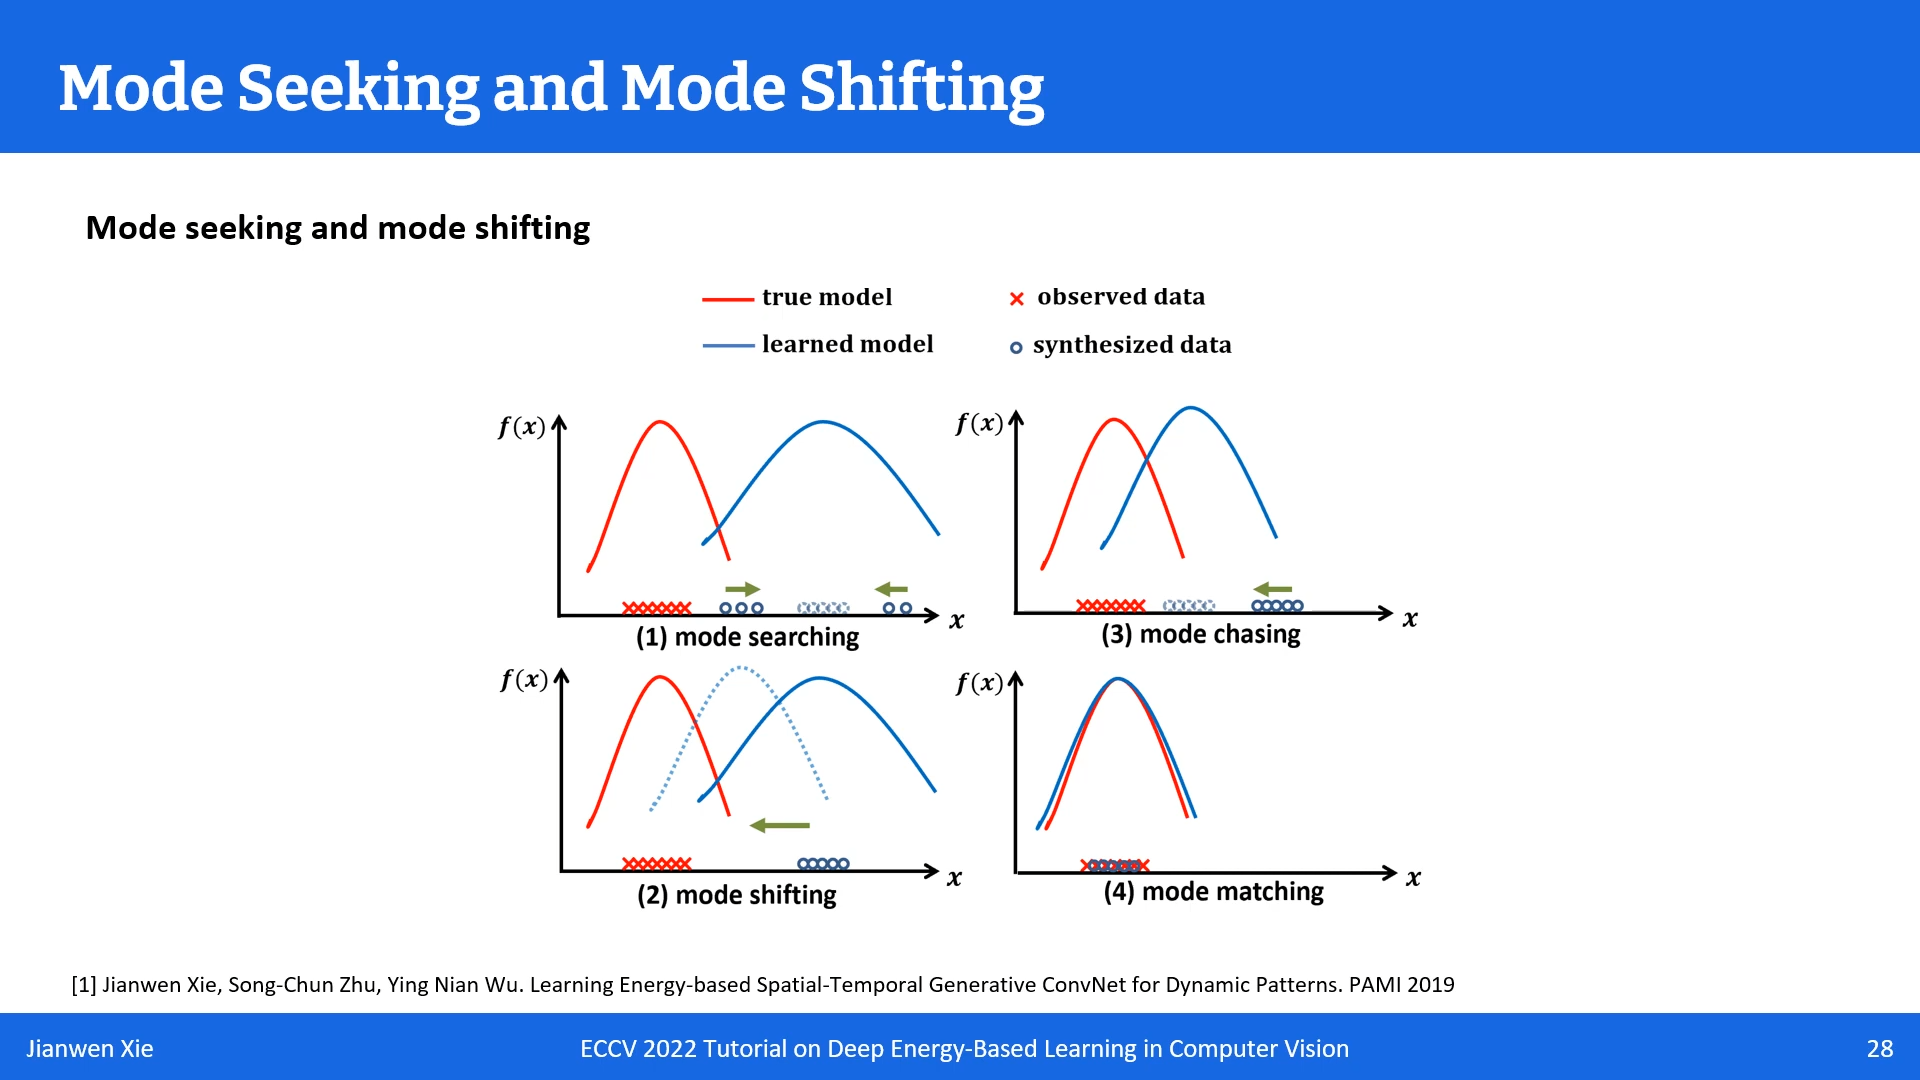 Mode Seeking and Mode Shifting
Mode seeking and mode shifting
true model
observed data
learned model
synthesized data
f(x)
x
(1) mode searching
f(x)
x
(3) mode chasing
f(x)
x
(2) mode shifting
f(x)
x
(4) mode matching
[1] Jianwen Xie, Song-Chun Zhu, Ying Nian Wu. Learning Energy-based Spatial-Temporal Generative ConvNet for Dynamic Patterns. PAMI 2019
Jianwen Xie
ECCV 2022 Tutorial on Deep Energy-Based Learning in Computer Vision
28